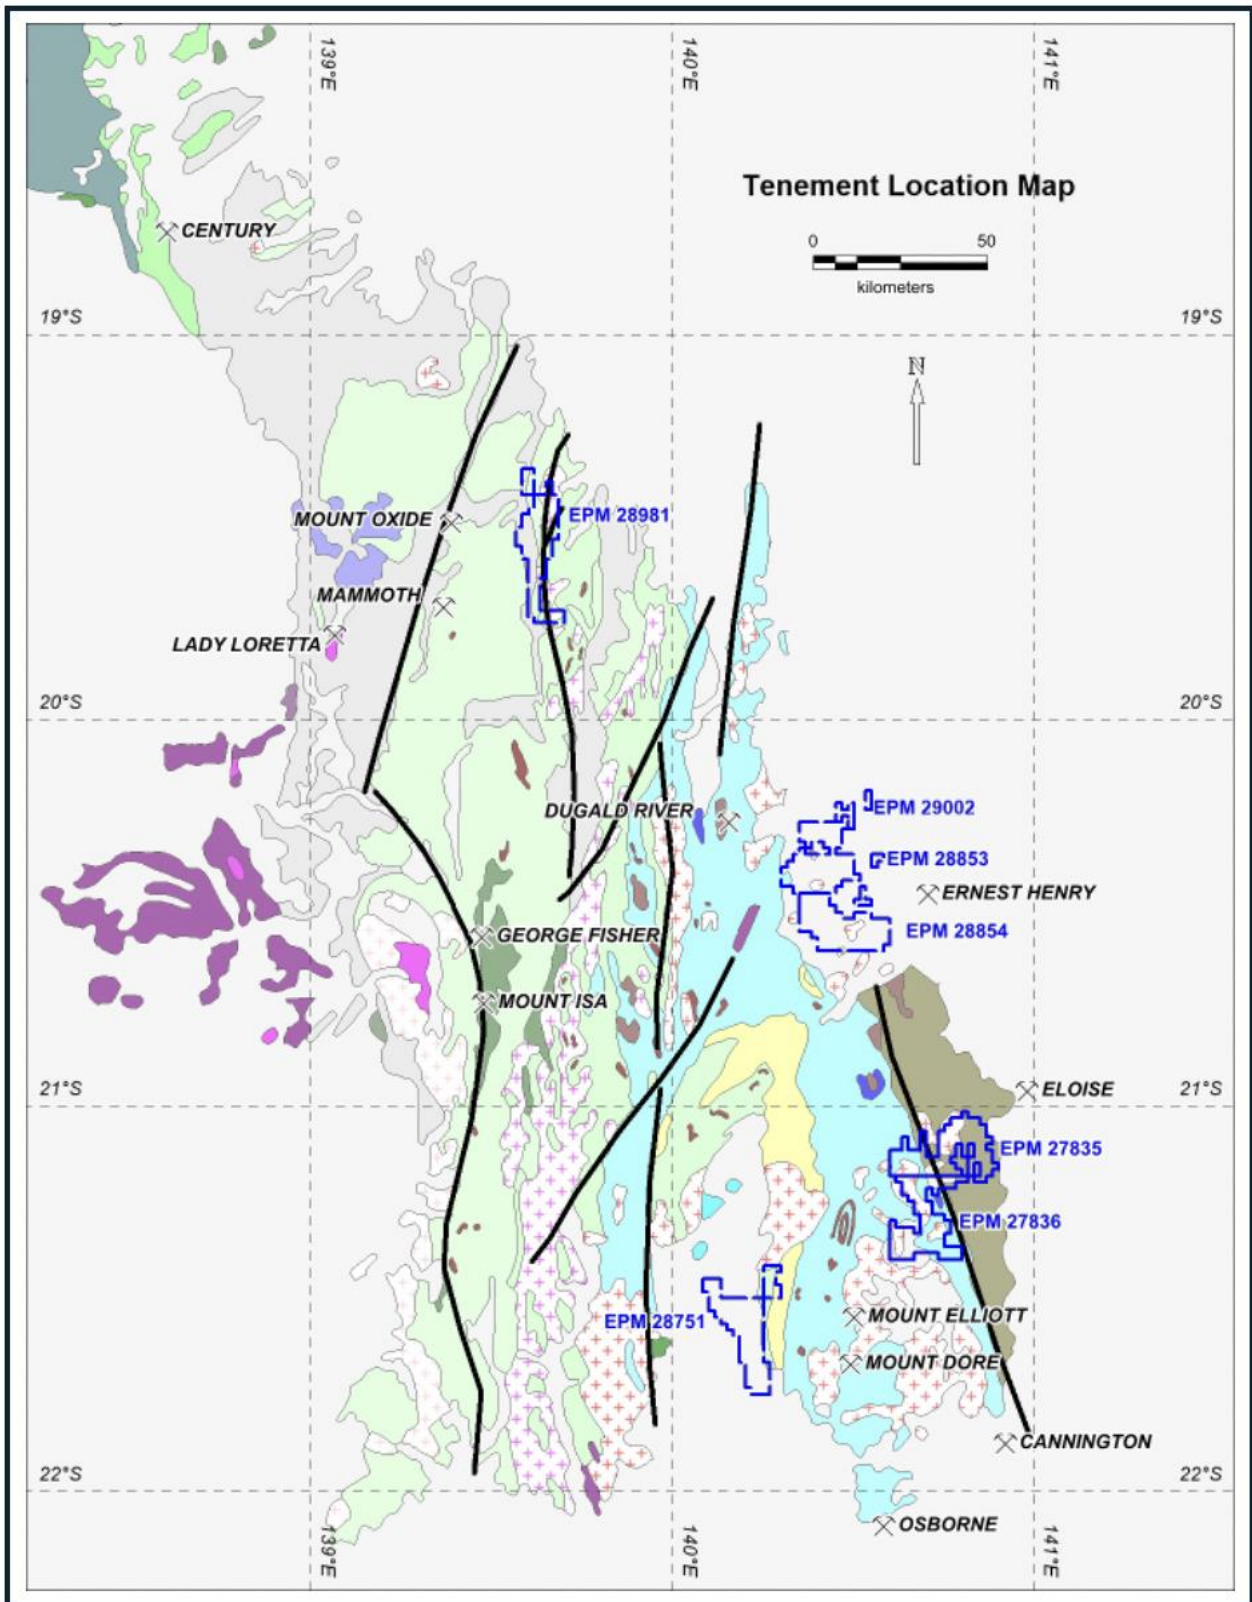 139°E
140°E
141°E
Tenement Location Map
0 50
kilometers
CENTURY
19°S 19°S
N
MOUNT OXIDE
EPM 28981
MAMMOTH
LADY LORETTA
20°S 20°S
DUGALD RIVER
EPM 29002
EPM 28853
ERNEST HENRY
EPM 28854
GEORGE FISHER
MOUNT ISA
21°S 21°S
ELOISE
EPM 27835
EPM 27836
EPM 28751
MOUNT ELLIOTT
MOUNT DORE
CANNINGTON
22°S 22°S
OSBORNE
139°E
140°E
141°E